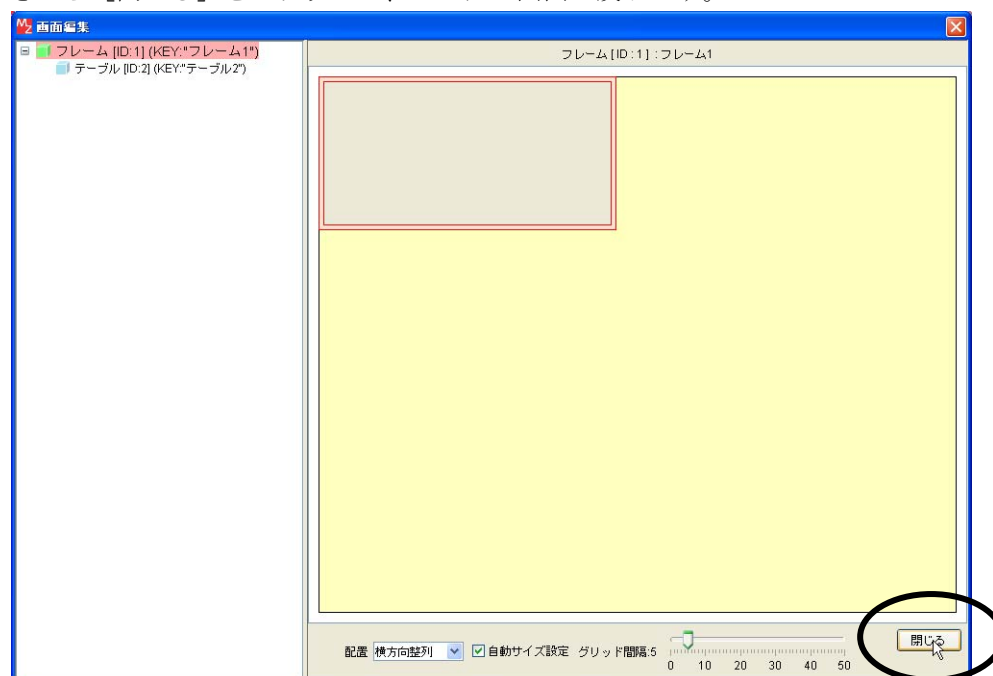 画面編集
フレーム [ID:1] (KEY:"フレーム1")
テーブル [ID:2] (KEY:"テーブル2")
フレーム [ID:1] :フレーム1
配置 横方向整列 自動サイズ設定 グリッド間隔:5
0 10 20 30 40 50
閉じる